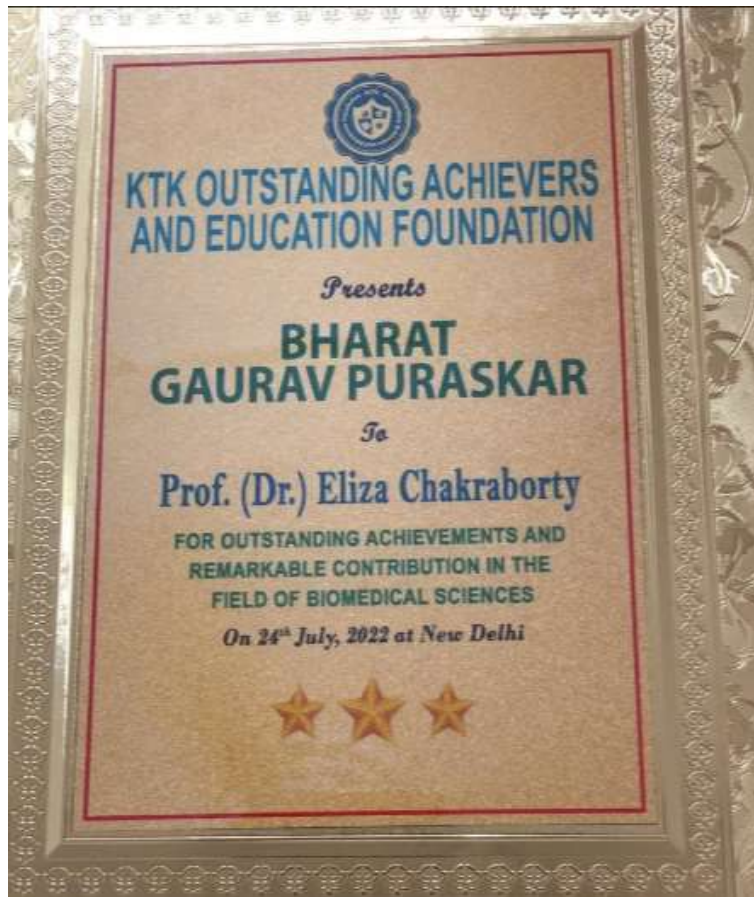 KTK OUTSTANDING ACHIEVERS
AND EDUCATION FOUNDATION
Presents
BHARAT
GAURAV PURASKAR
To
Prof. (Dr.) Eliza Chakraborty
FOR OUTSTANDING ACHIEVEMENTS AND
REMARKABLE CONTRIBUTION IN THE
FIELD OF BIOMEDICAL SCIENCES
On 24th July, 2022 at New Delhi